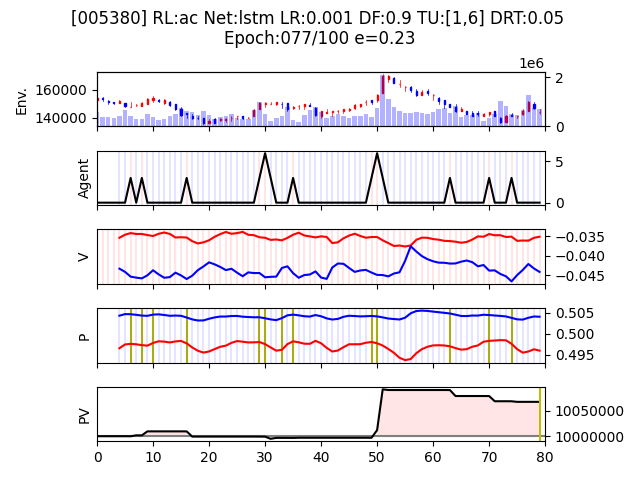 [005380] RL:ac Net:lstm LR:0.001 DF:0.9 TU:[1,6] DRT:0.05
Epoch:077/100 e=0.23
1e6
Env.
160000
140000
2
0
Agent
5
0
V
−0.035
−0.040
−0.045
P
0.505
0.500
0.495
PV
10050000
10000000
0 10 20 30 40 50 60 70 80